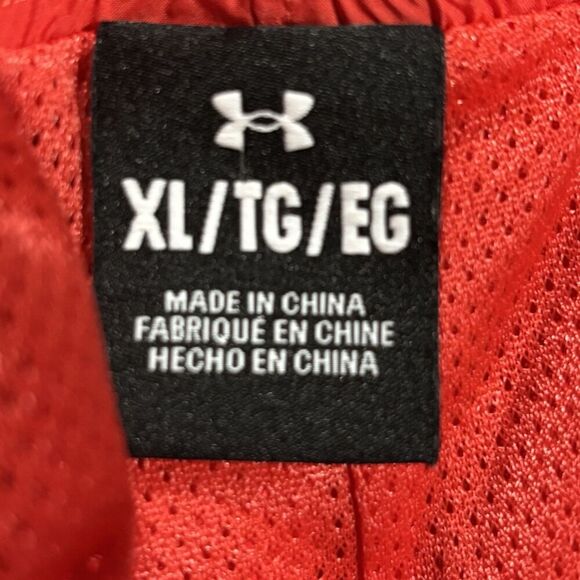 XL/TG/EG
MADE IN CHINA
FABRIQUÉ EN CHINE
HECHO EN CHINA